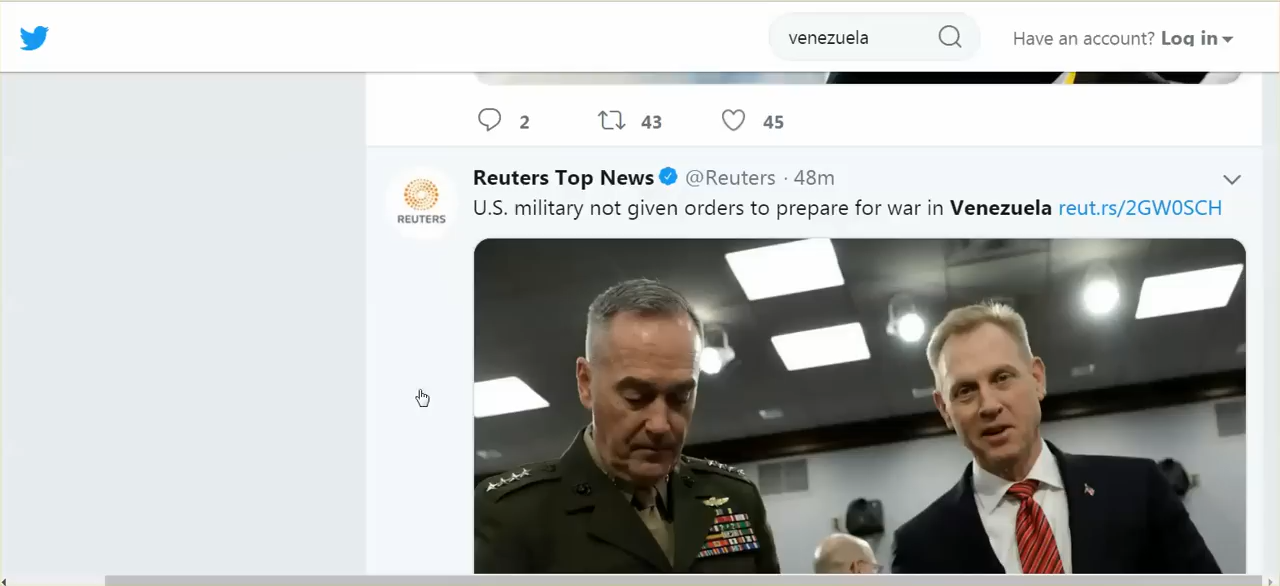 venezuela
Have an account? Log in
2 43 45
Reuters Top News @Reuters · 48m
U.S. military not given orders to prepare for war in Venezuela reut.rs/2GW0SCH
REUTERS